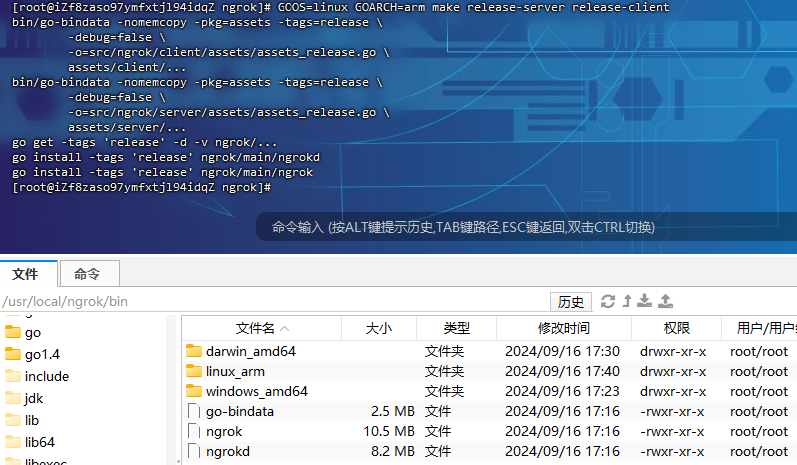 [root@iZf8zaso97ymfxtjl94idqZ ngrok]# GOOS=linux GOARCH=arm make release-server release-client
bin/go-bindata -nomemcopy -pkg=assets -tags=release \
-debug=false \
-o=src/ngrok/client/assets/assets_release.go \
assets/client/...
bin/go-bindata -nomemcopy -pkg=assets -tags=release \
-debug=false \
-o=src/ngrok/server/assets/assets_release.go \
assets/server/...
go get -tags 'release' -d -v ngrok/...
go install -tags 'release' ngrok/main/ngrokd
go install -tags 'release' ngrok/main/ngrok
[root@iZf8zaso97ymfxtjl94idqZ ngrok]#
命令输入 (按ALT键提示历史,TAB键路径,ESC键返回,双击CTRL切换)
文件 命令
/usr/local/ngrok/bin 历史
go
go1.4
include
jdk
lib
lib64
libexec
文件名 大小 类型 修改时间 权限 用户/用户
darwin_amd64 文件夹 2024/09/16 17:30 drwxr-xr-x root/root
linux_arm 文件夹 2024/09/16 17:40 drwxr-xr-x root/root
windows_amd64 文件夹 2024/09/16 17:23 drwxr-xr-x root/root
go-bindata 2.5 MB 文件 2024/09/16 17:16 -rwxr-xr-x root/root
ngrok 10.5 MB 文件 2024/09/16 17:16 -rwxr-xr-x root/root
ngrokd 8.2 MB 文件 2024/09/16 17:16 -rwxr-xr-x root/root